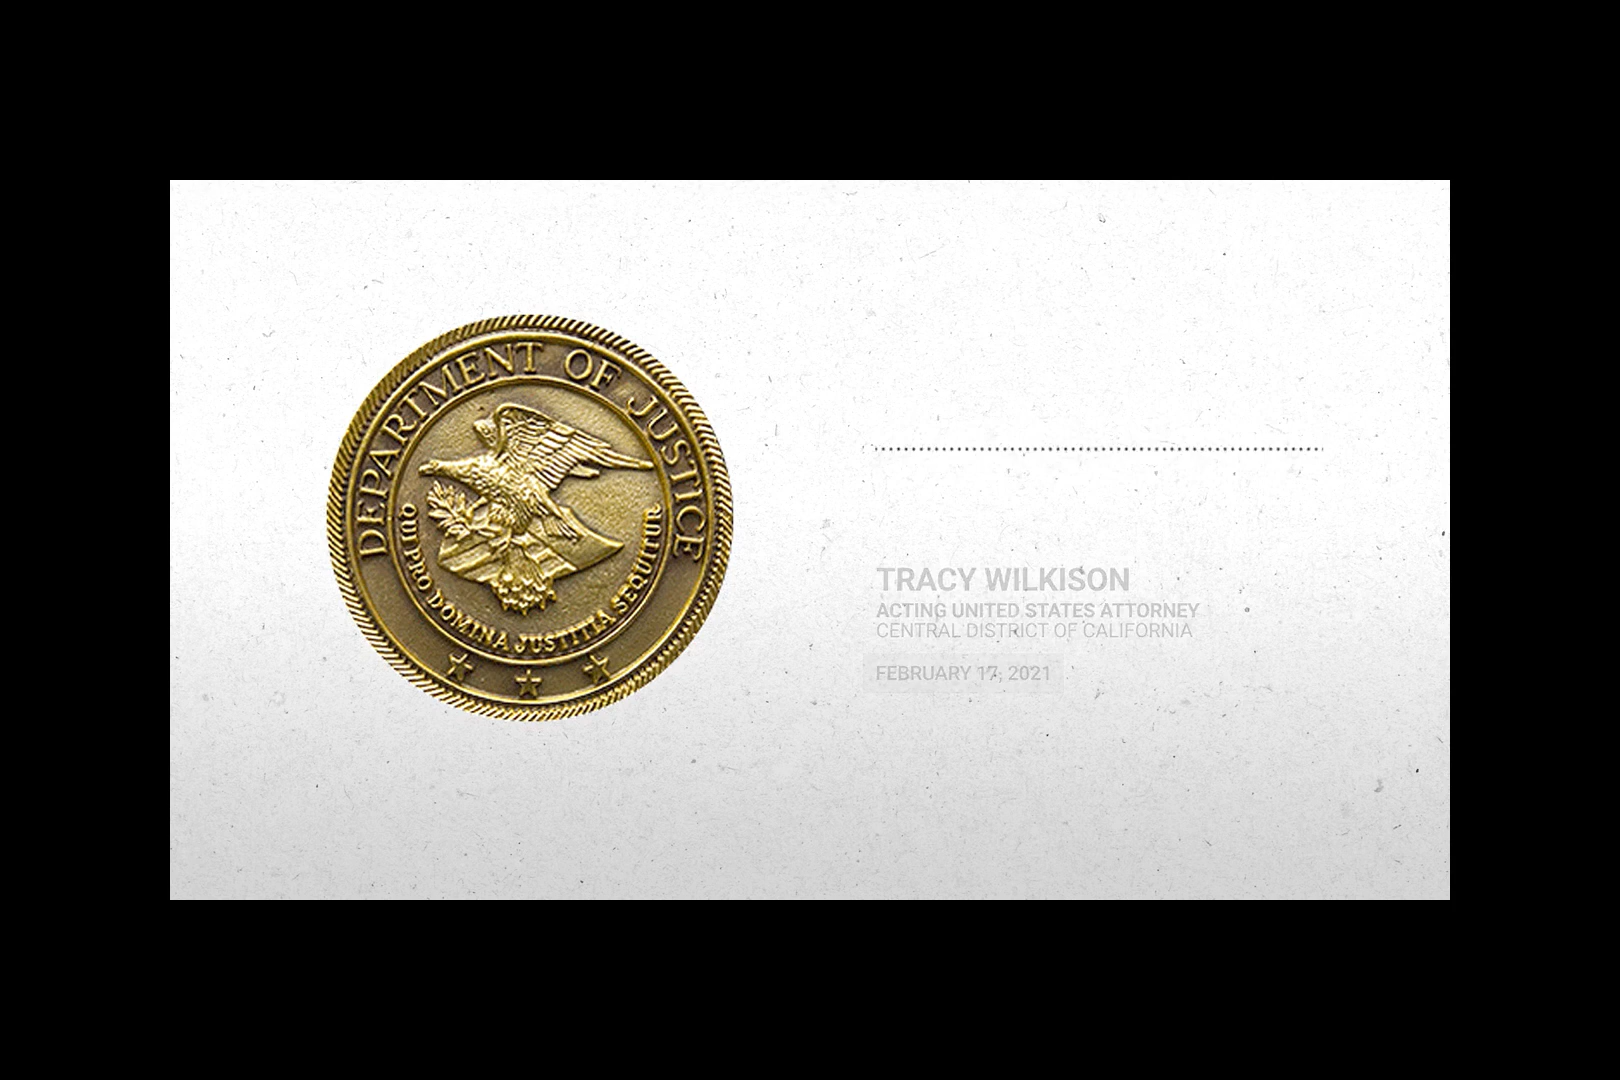 DEPARTMENT OF JUSTICE
QUI PRO DOMINA JUSTITIA SEQUITUR
TRACY WILKISON
ACTING UNITED STATES ATTORNEY
CENTRAL DISTRICT OF CALIFORNIA
FEBRUARY 17, 2021